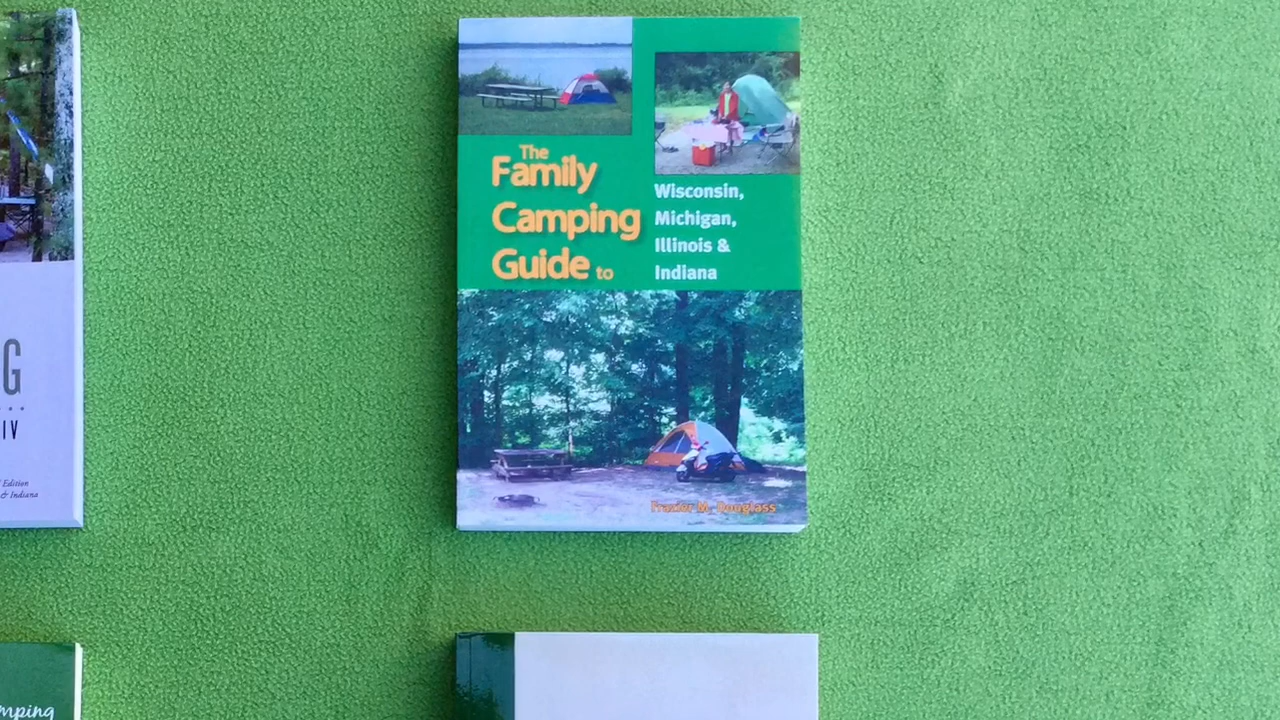 The
Family
Camping
Guide to
Wisconsin,
Michigan,
Illinois &
Indiana
Frazier M. Douglass
G
IV
Edition
& Indiana
mping